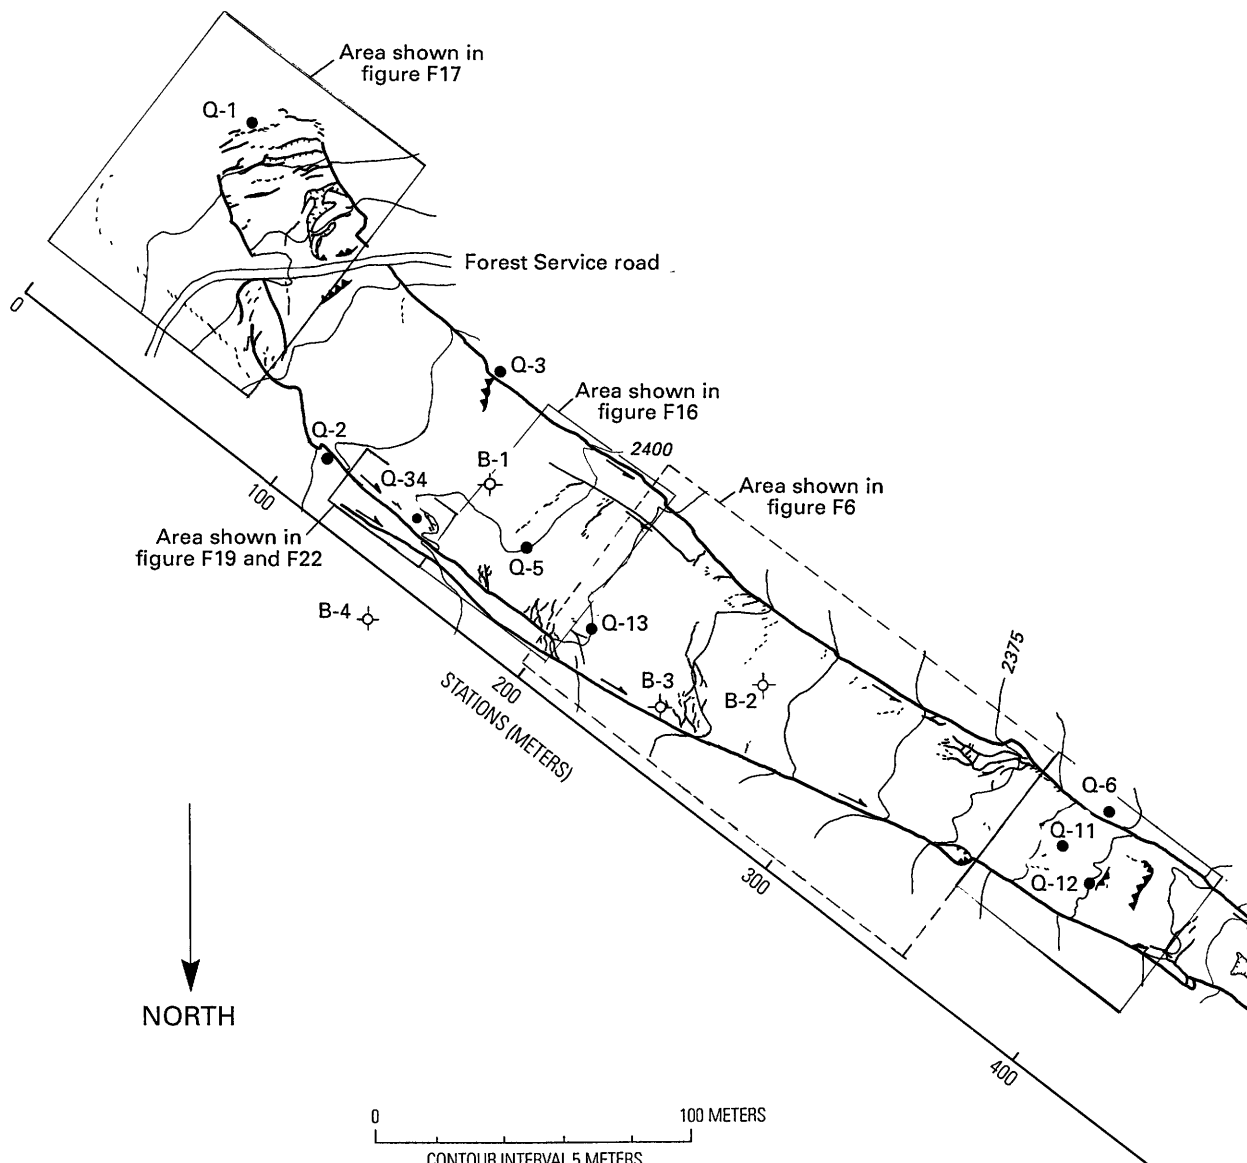 Area shown in
figure F17
Q-1
Forest Service road
0
Q-3
Area shown in
figure F16
Q-2
2400
B-1
Q-34
Area shown in
figure F6
100
Area shown in
figure F19 and F22
Q-5
B-4
Q-13
2375
B-3
B-2
200
STATIONS (METERS)
Q-6
Q-11
300
Q-12
NORTH
400
0 100 METERS
CONTOUR INTERVAL 5 METERS